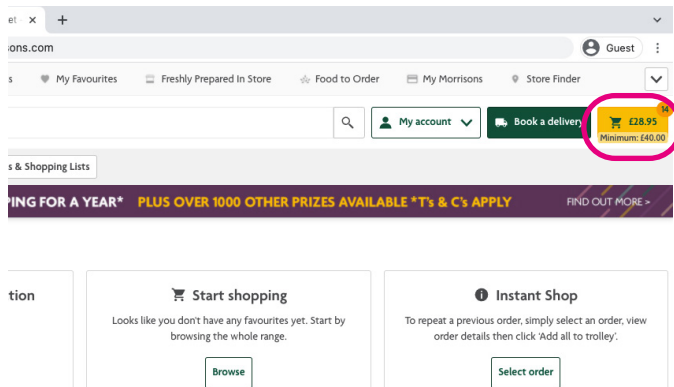 et
sons.com
Guest
s
My Favourites
Freshly Prepared In Store
Food to Order
My Morrisons
Store Finder
14
My account
Book a delivery
£28.95
Minimum: £40.00
s & Shopping Lists
PING FOR A YEAR* PLUS OVER 1000 OTHER PRIZES AVAILABLE *T's & C's APPLY
FIND OUT MORE >
tion
Start shopping
Looks like you don't have any favourites yet. Start by
browsing the whole range.
Browse
Instant Shop
To repeat a previous order, simply select an order, view
order details then click 'Add all to trolley'.
Select order